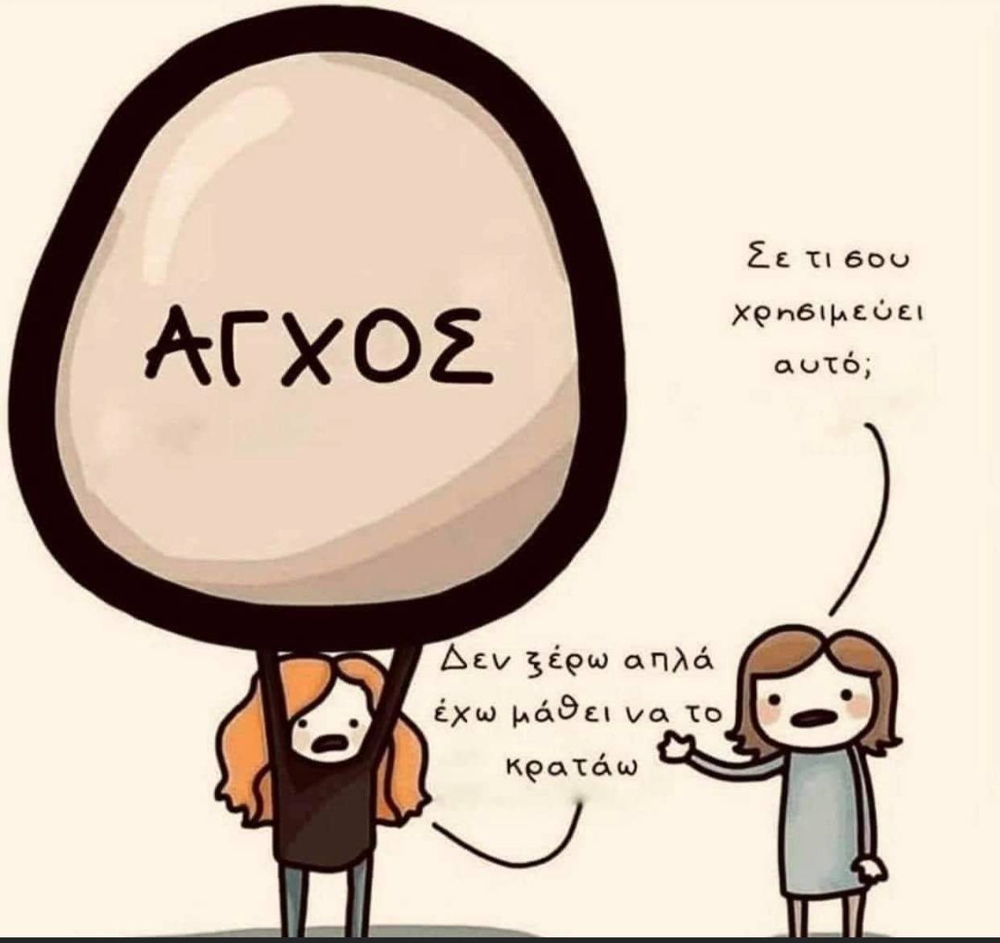 ΑΓΧΟΣ
Σε τι σου
χρησιμεύει
αυτό;
Δεν ξέρω απλά
έχω μάθει να το
κρατάω